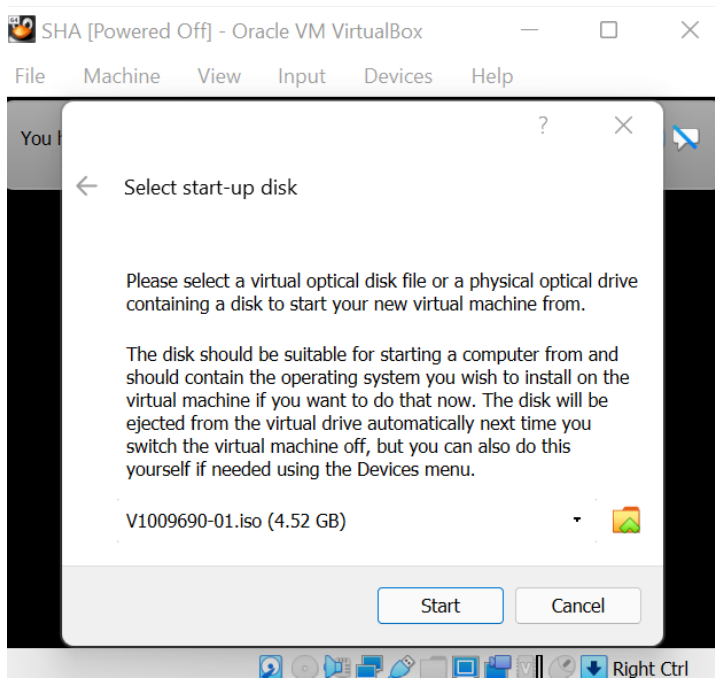 64
SHA [Powered Off] - Oracle VM VirtualBox
File Machine View Input Devices Help
You h
?
Select start-up disk
Please select a virtual optical disk file or a physical optical drive
containing a disk to start your new virtual machine from.
The disk should be suitable for starting a computer from and
should contain the operating system you wish to install on the
virtual machine if you want to do that now. The disk will be
ejected from the virtual drive automatically next time you
switch the virtual machine off, but you can also do this
yourself if needed using the Devices menu.
V1009690-01.iso (4.52 GB)
Start Cancel
Right Ctrl